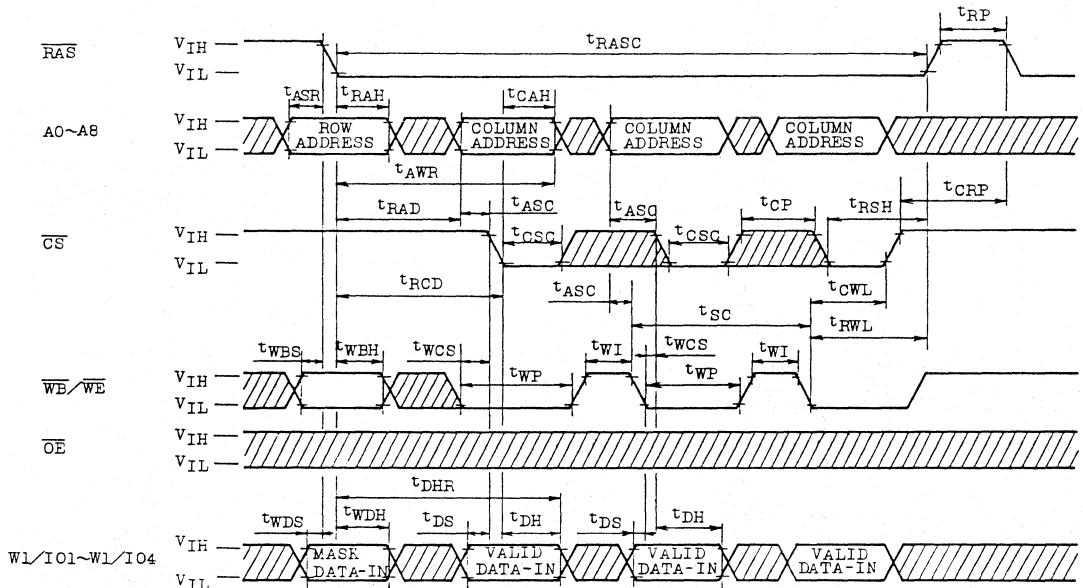 tRP
RAS VIH
tRASC
VIL
tASR tRAH tCAH
A0~A8 VIH
ROW ADDRESS COLUMN ADDRESS COLUMN ADDRESS COLUMN ADDRESS
VIL
tAWR
tCRP
tRAD tASC tASC tCP tRSH
CS VIH
tCSC tCSC
VIL
tRCD tCWL
tASC tSC
tRWL
tWBS tWBH tWCS tWI tWCS tWI
WB/WE VIH
tWP tWP
VIL
OE VIH
VIL
tDHR
tWDS tWDH tDS tDH tDS tDH
W1/IO1~W1/IO4 VIH
MASK DATA-IN VALID DATA-IN VALID DATA-IN VALID DATA-IN
VIL